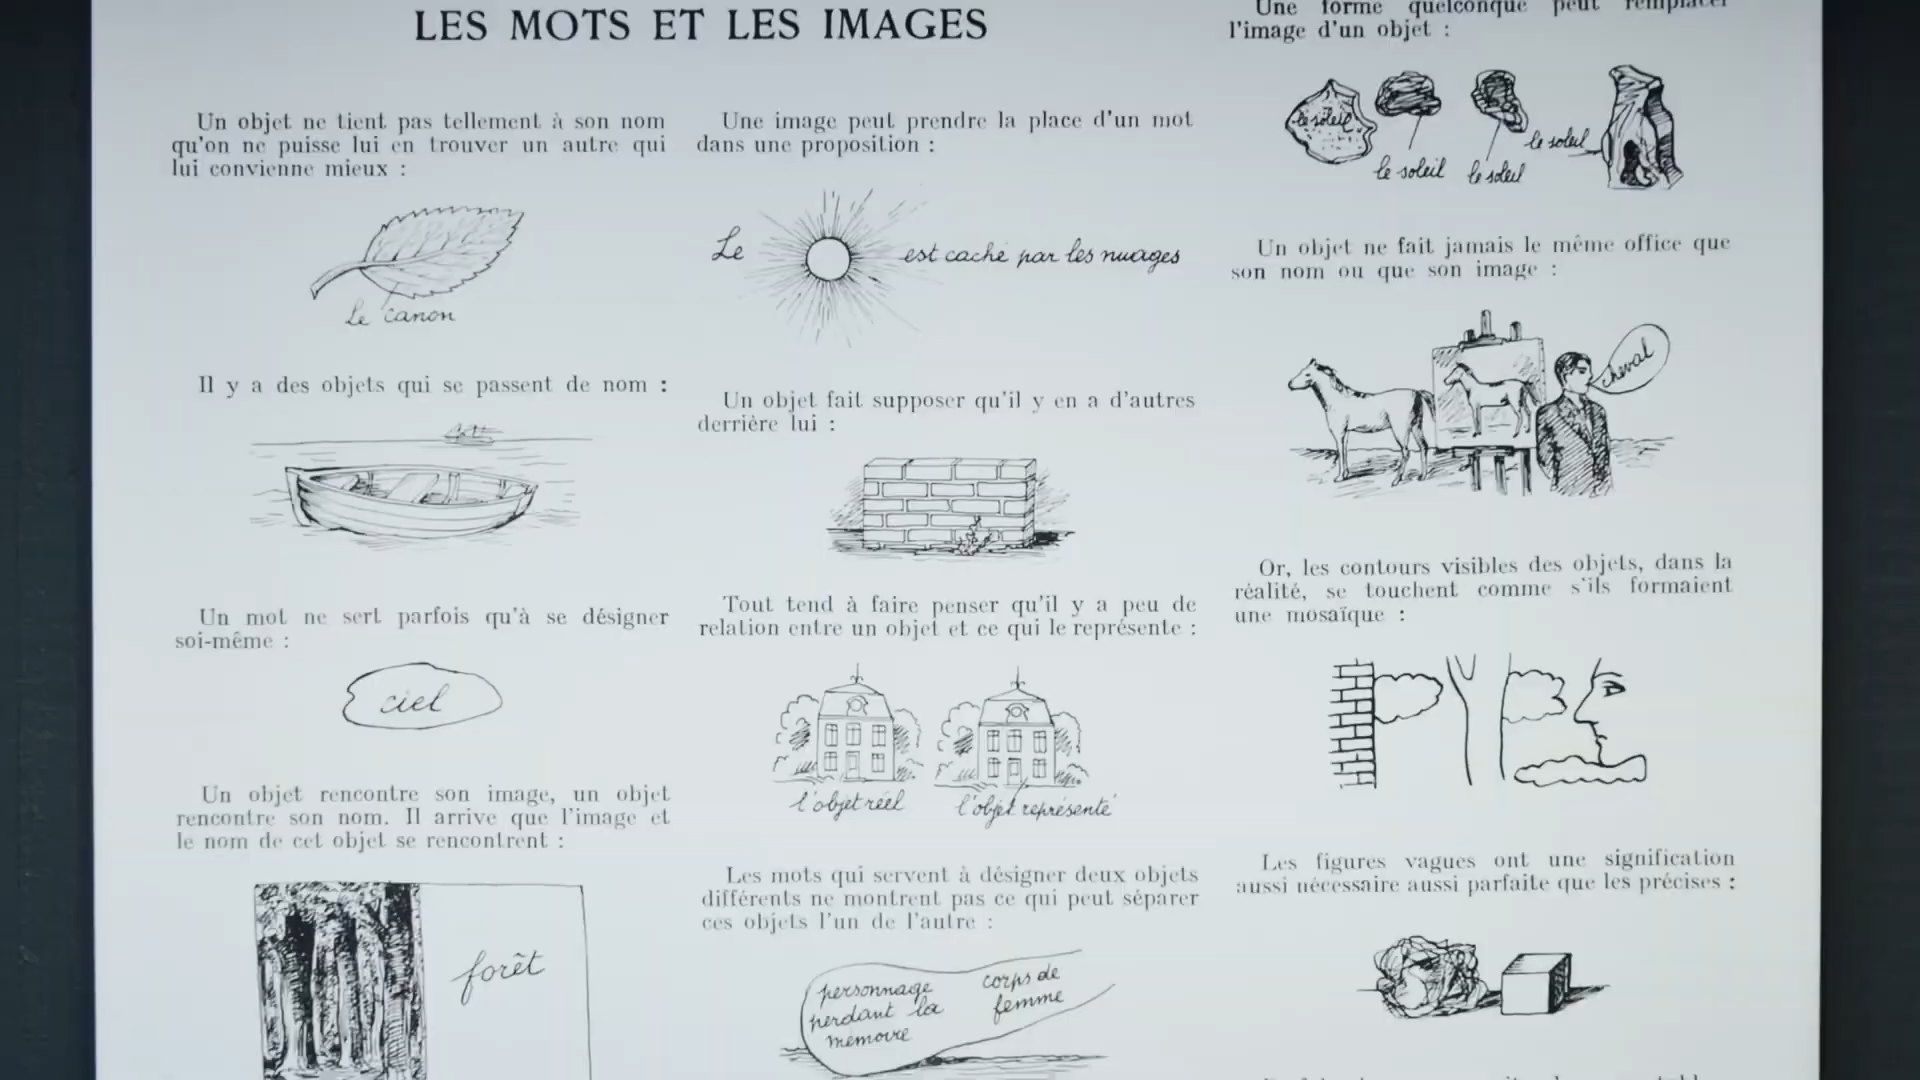 LES MOTS ET LES IMAGES
Un objet ne tient pas tellement à son nom
qu'on ne puisse lui en trouver un autre qui
lui convienne mieux :
Le canon
Il y a des objets qui se passent de nom :
Un mot ne sert parfois qu'à se désigner
soi-même :
ciel
Un objet rencontre son image, un objet
rencontre son nom. Il arrive que l'image et
le nom de cet objet se rencontrent :
forêt
Une image peut prendre la place d'un mot
dans une proposition :
Le
est caché par les nuages
Un objet fait supposer qu'il y en a d'autres
derrière lui :
Tout tend à faire penser qu'il y a peu de
relation entre un objet et ce qui le représente :
l'objet réel
l'objet représenté
Les mots qui servent à désigner deux objets
différents ne montrent pas ce qui peut séparer
ces objets l'un de l'autre :
personnage
perdant la
mémoire
corps de
femme
Une forme quelconque peut remplacer
l'image d'un objet :
le soleil
le soleil
le soleil
le soleil
Un objet ne fait jamais le même office que
son nom ou que son image :
cheval
Or, les contours visibles des objets, dans la
réalité, se touchent comme s'ils formaient
une mosaïque :
Les figures vagues ont une signification
aussi nécessaire aussi parfaite que les précises :